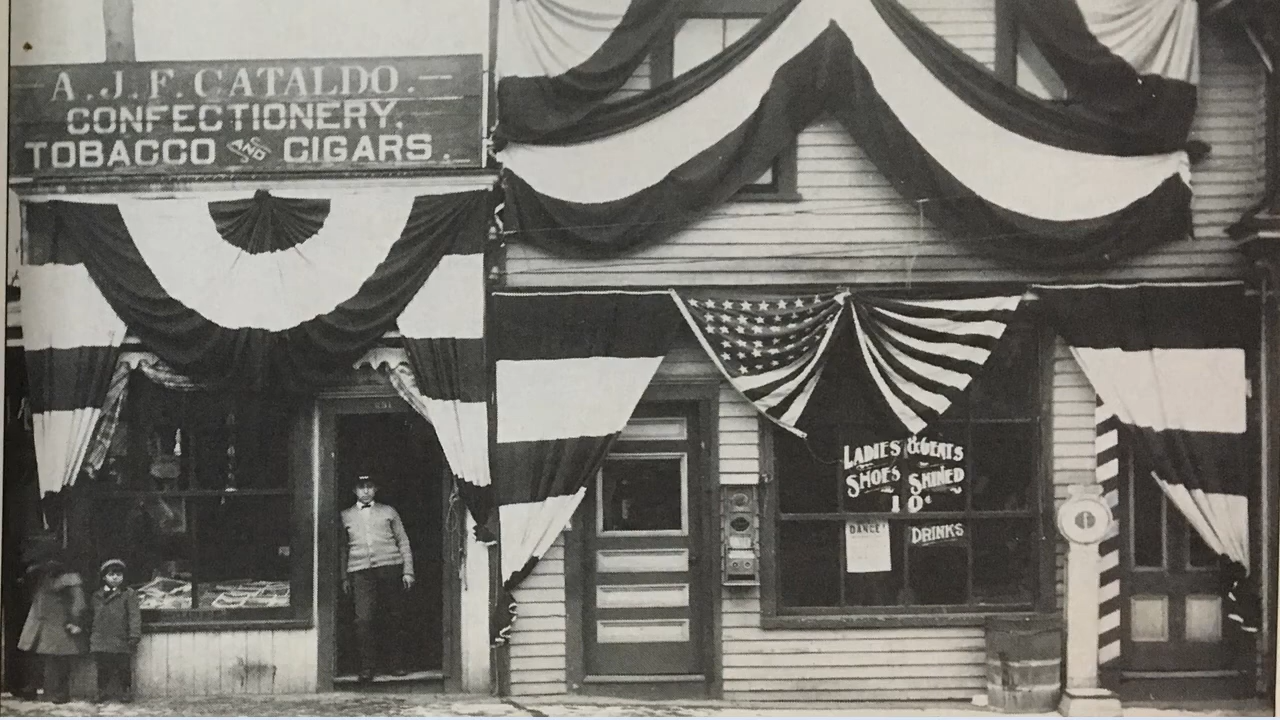 A. J. F. CATALDO.
CONFECTIONERY.
TOBACCO AND CIGARS.
LADIES & GENTS
SHOES SHINED
10¢
DANCE!
DRINKS